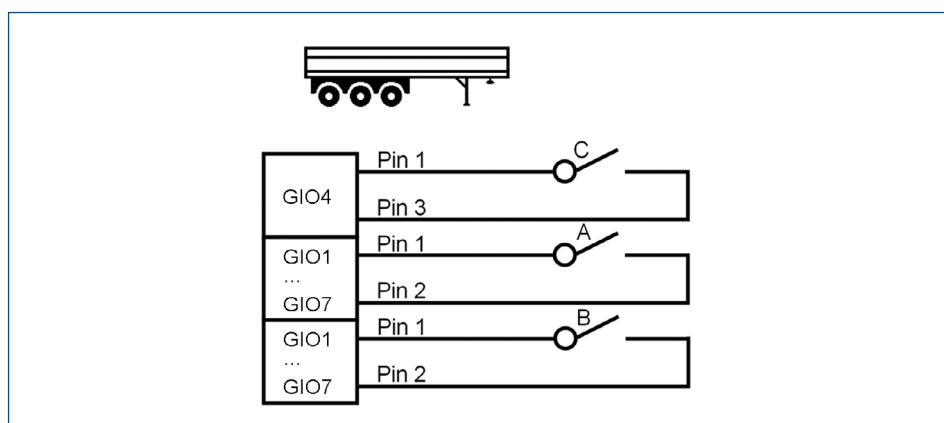 Pin 1
C
GIO4
Pin 3
Pin 1
A
GIO1
...
GIO7
Pin 2
Pin 1
B
GIO1
...
GIO7
Pin 2